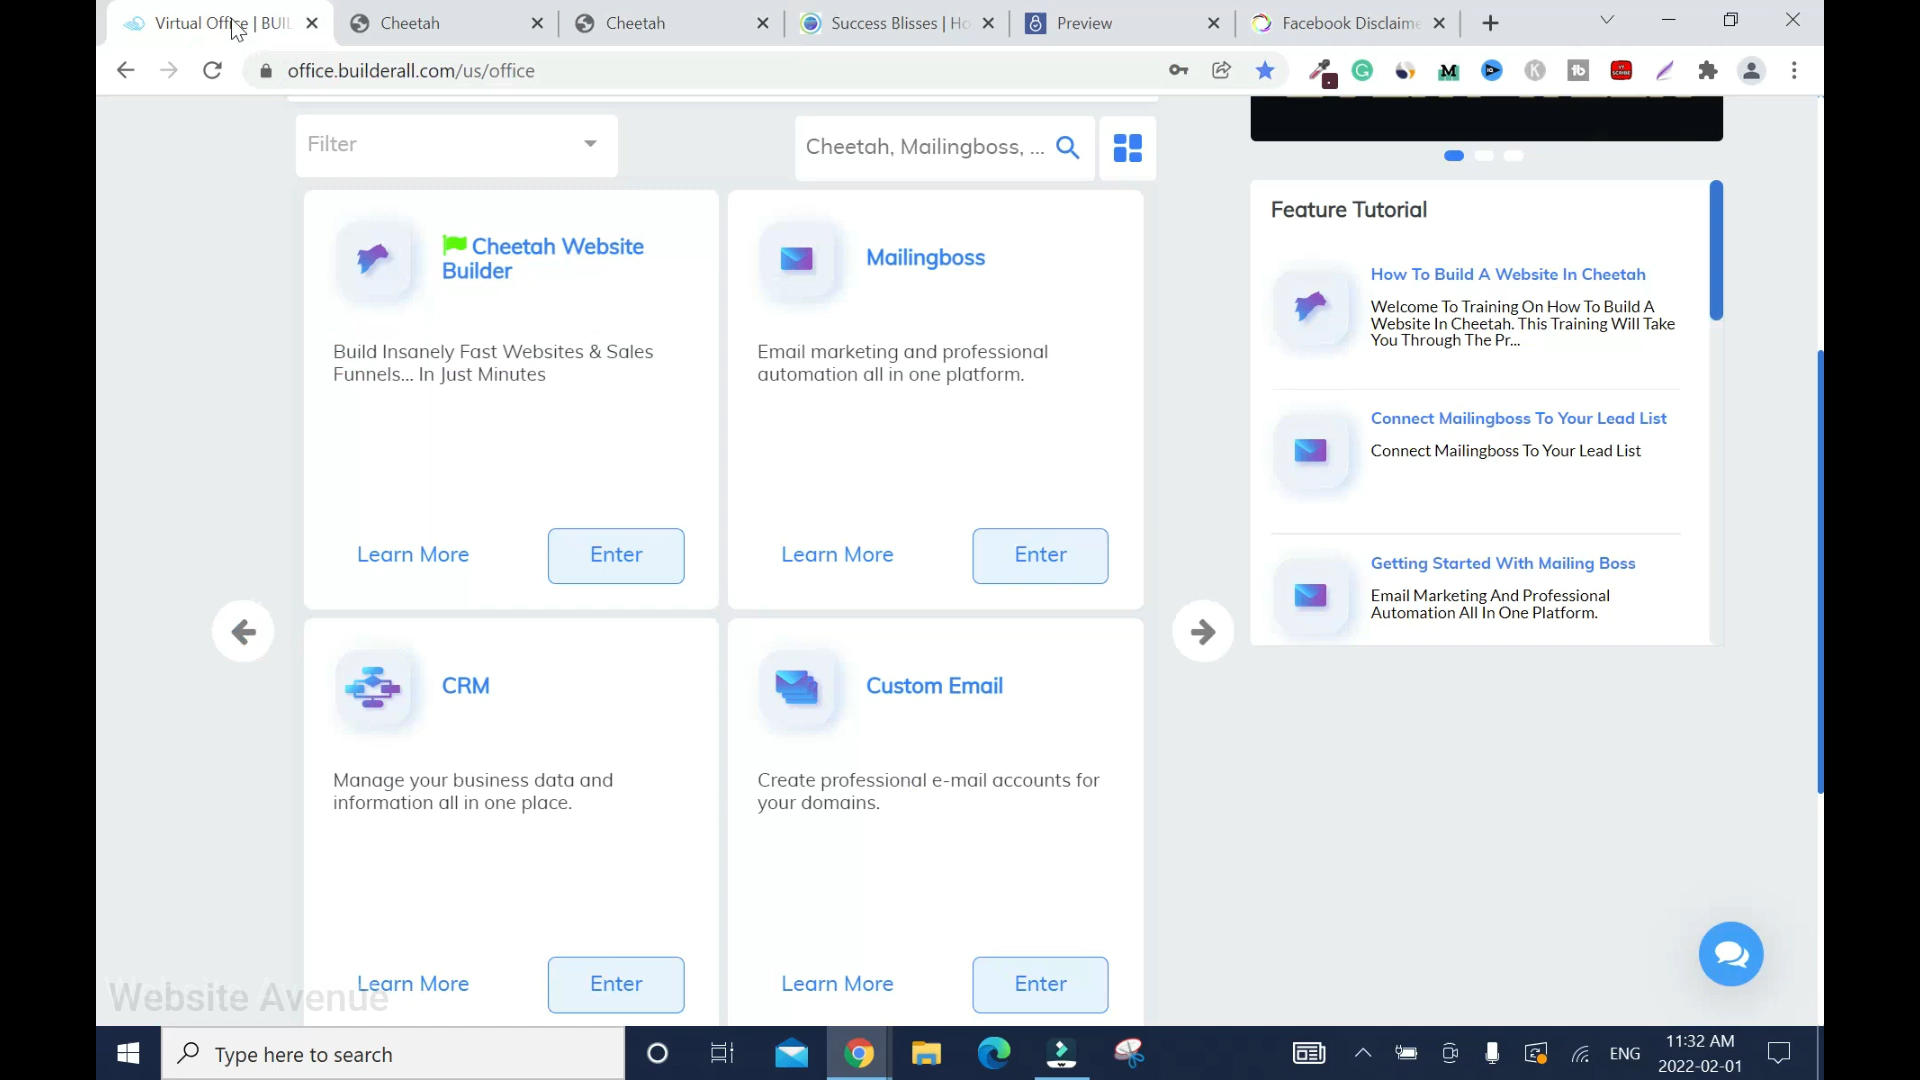 Virtual Office | BUIL
Cheetah
Cheetah
Success Blisses | Ho
Preview
Facebook Disclaime
office.builderall.com/us/office
Filter
Cheetah, Mailingboss, ...
Cheetah Website
Builder
Build Insanely Fast Websites & Sales
Funnels... In Just Minutes
Learn More
Enter
Mailingboss
Email marketing and professional
automation all in one platform.
Learn More
Enter
CRM
Manage your business data and
information all in one place.
Learn More
Enter
Custom Email
Create professional e-mail accounts for
your domains.
Learn More
Enter
Feature Tutorial
How To Build A Website In Cheetah
Welcome To Training On How To Build A
Website In Cheetah. This Training Will Take
You Through The Pr...
Connect Mailingboss To Your Lead List
Connect Mailingboss To Your Lead List
Getting Started With Mailing Boss
Email Marketing And Professional
Automation All In One Platform.
Website Avenue
Type here to search
ENG
11:32 AM
2022-02-01